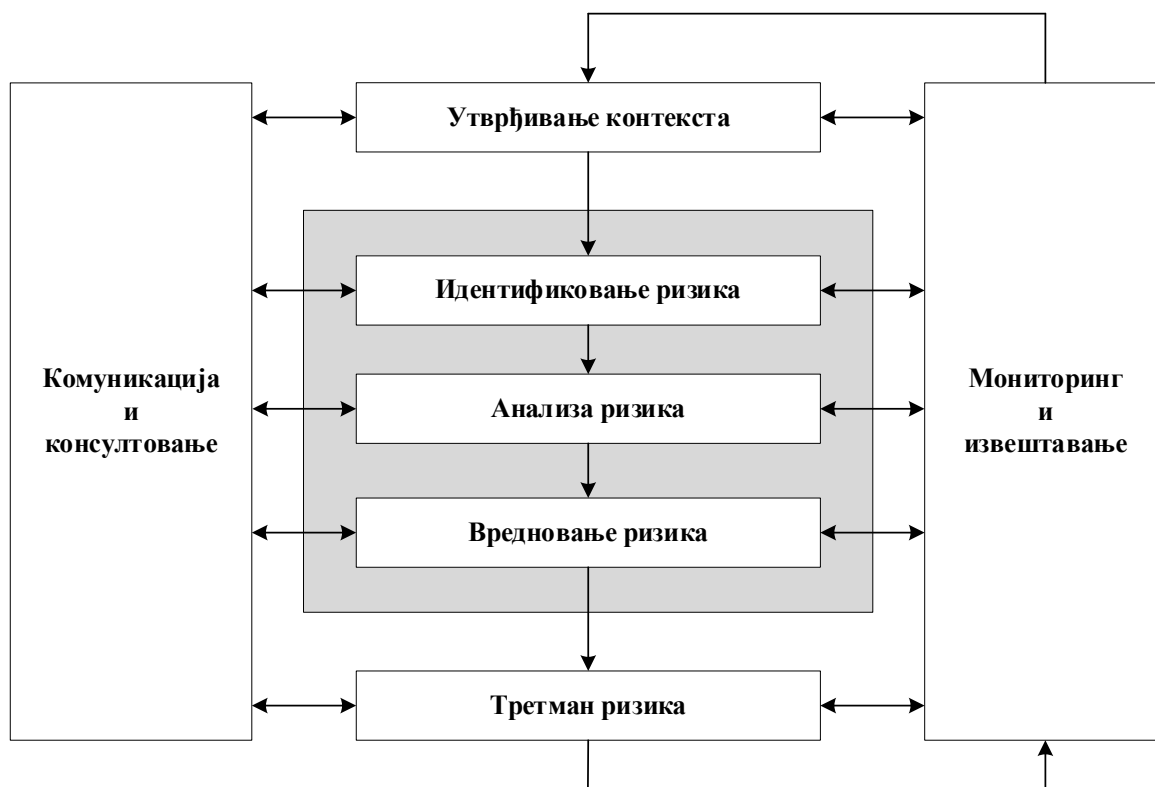 Утврђивање контекста
Идентификовање ризика
Комуникација
и
консултовање
Анализа ризика
Мониторинг
и
извештавање
Вредновање ризика
Третман ризика